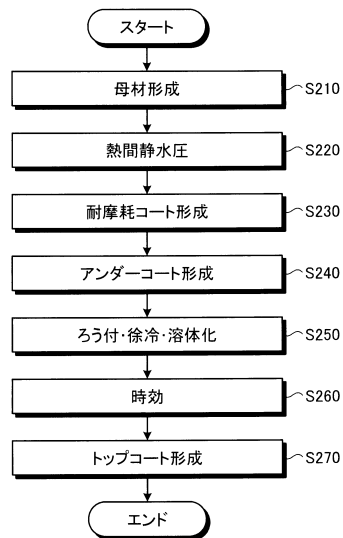 スタート
母材形成 S210
熱間静水圧 S220
耐摩耗コート形成 S230
アンダーコート形成 S240
ろう付・徐冷・溶体化 S250
時効 S260
トップコート形成 S270
エンド